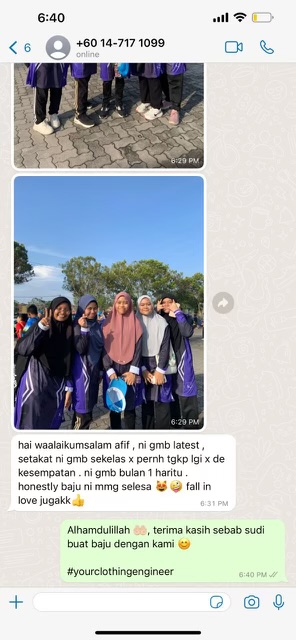 6:40
6
+60 14-717 1099
online
6:29 PM
6:29 PM
hai waalaikumsalam afif , ni gmb latest ,
setakat ni gmb sekelas x pernh tgkp lgi x de
kesempatan . ni gmb bulan 1 haritu .
honestly baju ni mmg selesa 😻🤪 fall in
love jugakk👍
6:31 PM
Alhamdulillah 🤲🏻, terima kasih sebab sudi
buat baju dengan kami 😊
#yourclothingengineer
6:40 PM